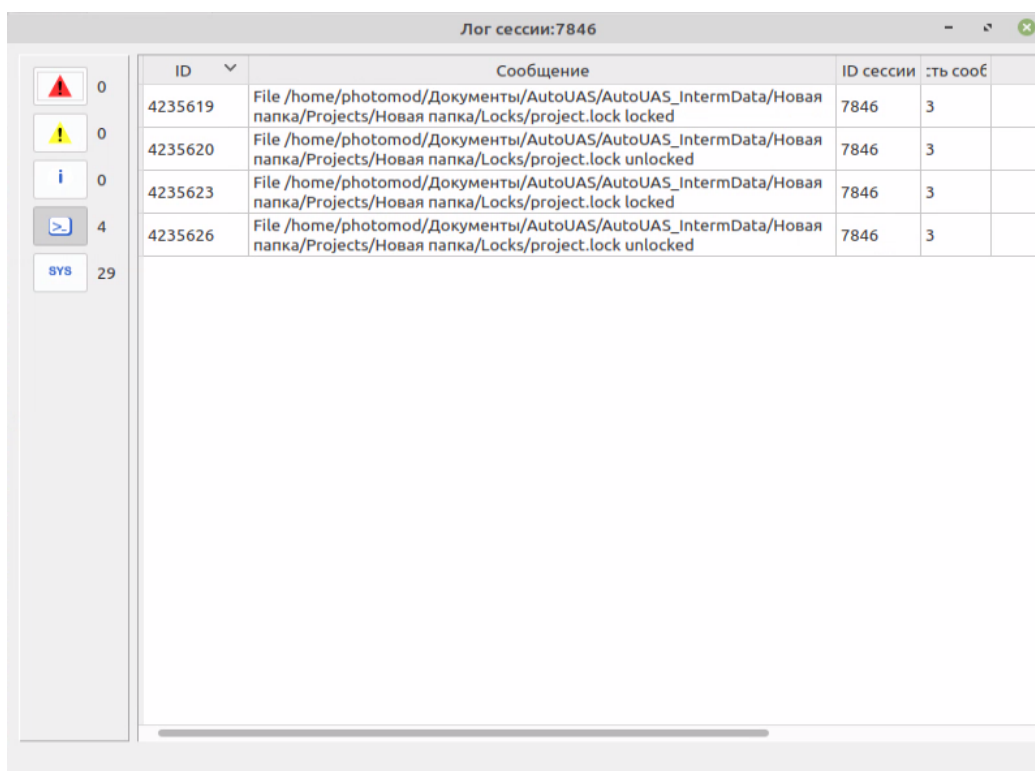 Лог сессии:7846
0
0
i
0
>_
4
SYS
29
ID
Сообщение
ID сессии
сть сооб
4235619
File /home/photomod/Документы/AutoUAS/AutoUAS_IntermData/Новая
папка/Projects/Новая папка/Locks/project.lock locked
7846
3
4235620
File /home/photomod/Документы/AutoUAS/AutoUAS_IntermData/Новая
папка/Projects/Новая папка/Locks/project.lock unlocked
7846
3
4235623
File /home/photomod/Документы/AutoUAS/AutoUAS_IntermData/Новая
папка/Projects/Новая папка/Locks/project.lock locked
7846
3
4235626
File /home/photomod/Документы/AutoUAS/AutoUAS_IntermData/Новая
папка/Projects/Новая папка/Locks/project.lock unlocked
7846
3